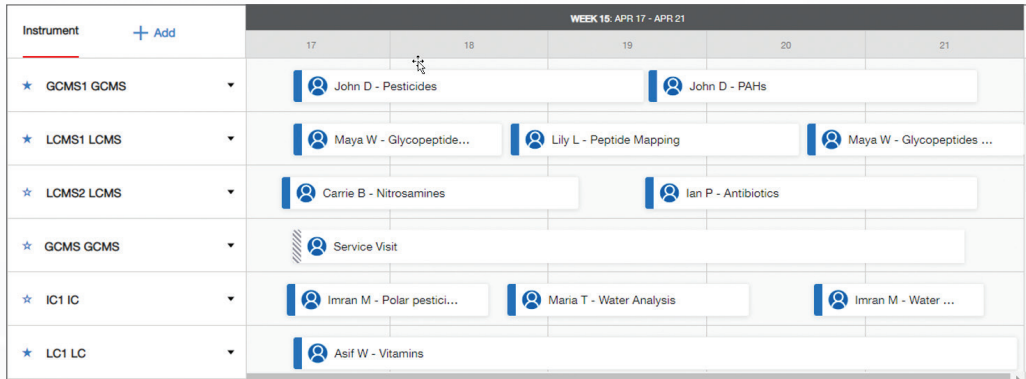 Instrument
+ Add
WEEK 15: APR 17 - APR 21
17 18 19 20 21
GCMS1 GCMS
John D - Pesticides
John D - PAHs
LCMS1 LCMS
Maya W - Glycopeptide...
Lily L - Peptide Mapping
Maya W - Glycopeptides ...
LCMS2 LCMS
Carrie B - Nitrosamines
Ian P - Antibiotics
GCMS GCMS
Service Visit
IC1 IC
Imran M - Polar pestici...
Maria T - Water Analysis
Imran M - Water ...
LC1 LC
Asif W - Vitamins